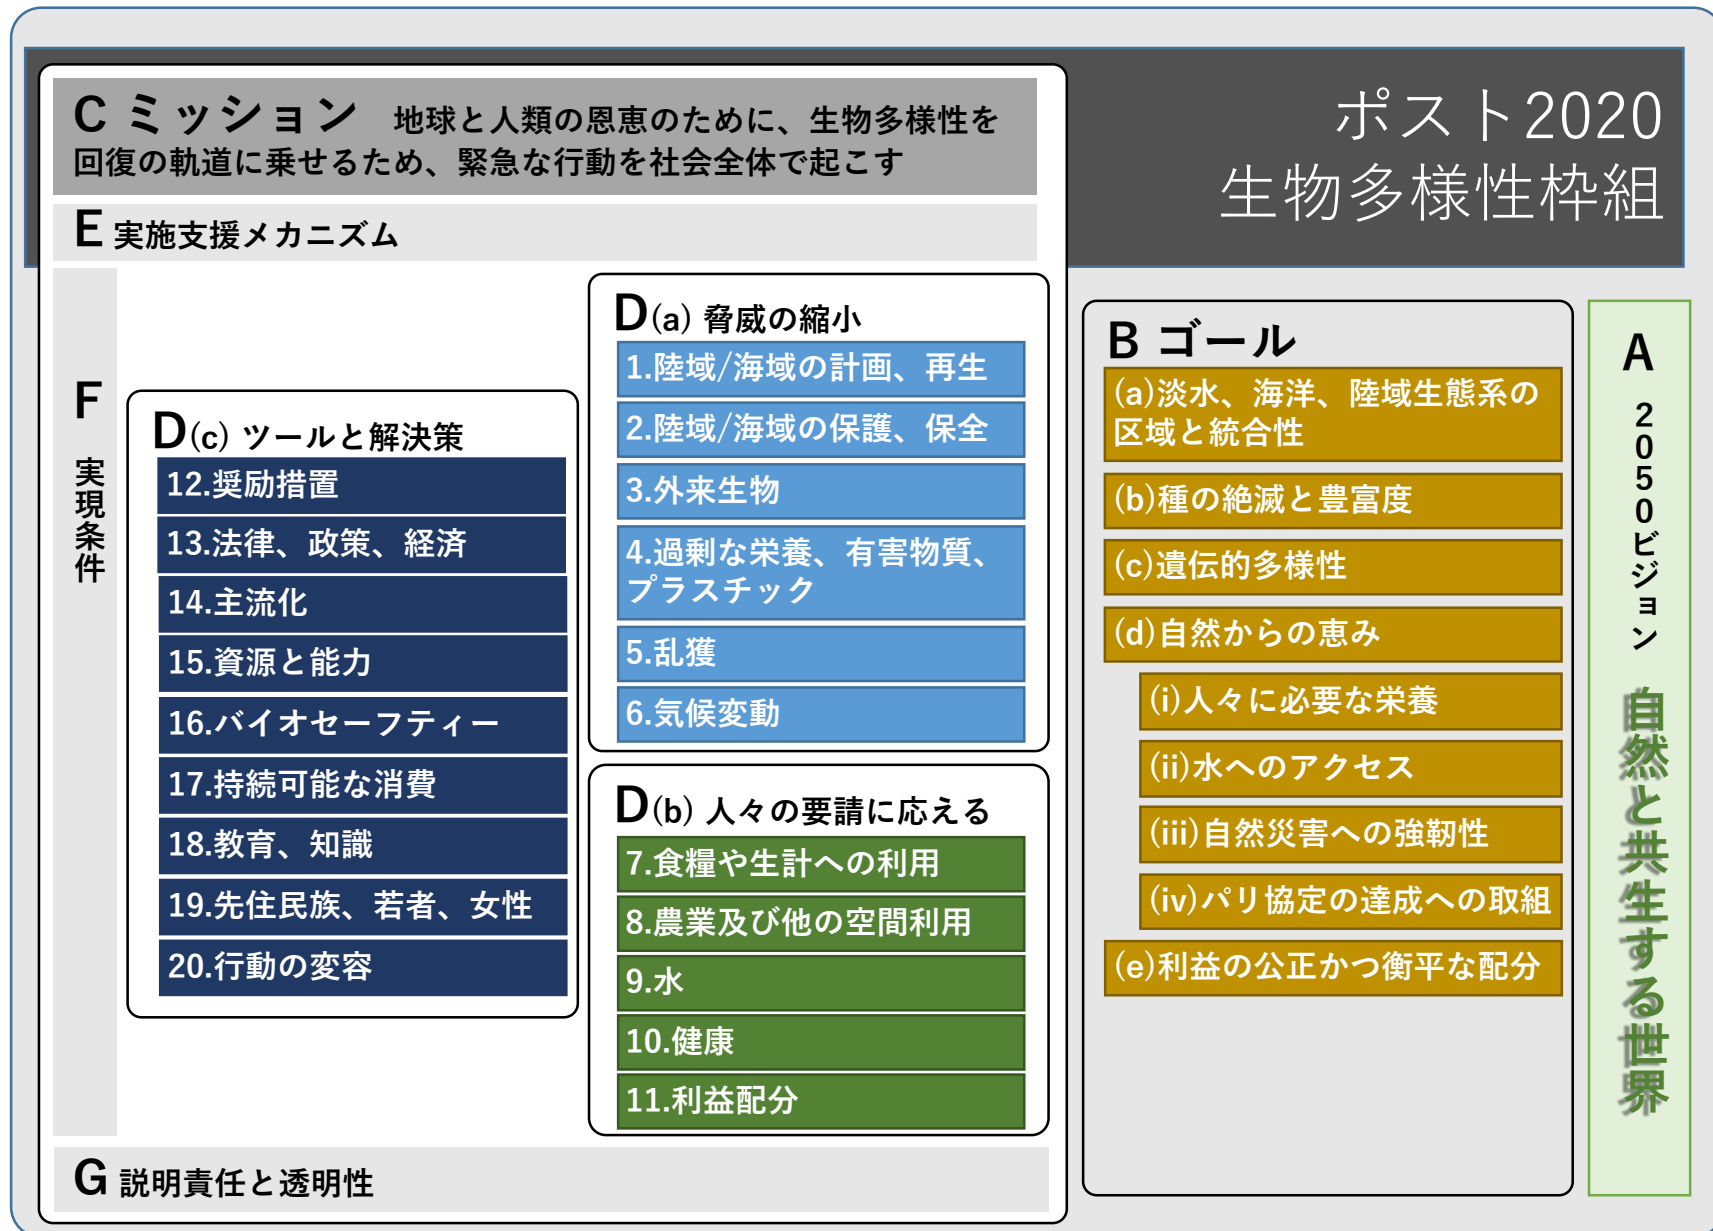 ポスト2020
生物多様性枠組
C ミッション 地球と人類の恩恵のために、生物多様性を
回復の軌道に乗せるため、緊急な行動を社会全体で起こす
E 実施支援メカニズム
F 実現条件
D(c) ツールと解決策
12.奨励措置
13.法律、政策、経済
14.主流化
15.資源と能力
16.バイオセーフティー
17.持続可能な消費
18.教育、知識
19.先住民族、若者、女性
20.行動の変容
D(a) 脅威の縮小
1.陸域/海域の計画、再生
2.陸域/海域の保護、保全
3.外来生物
4.過剰な栄養、有害物質、
プラスチック
5.乱獲
6.気候変動
D(b) 人々の要請に応える
7.食糧や生計への利用
8.農業及び他の空間利用
9.水
10.健康
11.利益配分
G 説明責任と透明性
B ゴール
(a)淡水、海洋、陸域生態系の
区域と統合性
(b)種の絶滅と豊富度
(c)遺伝的多様性
(d)自然からの恵み
(i)人々に必要な栄養
(ii)水へのアクセス
(iii)自然災害への強靭性
(iv)パリ協定の達成への取組
(e)利益の公正かつ衡平な配分
A 2050ビジョン 自然と共生する世界